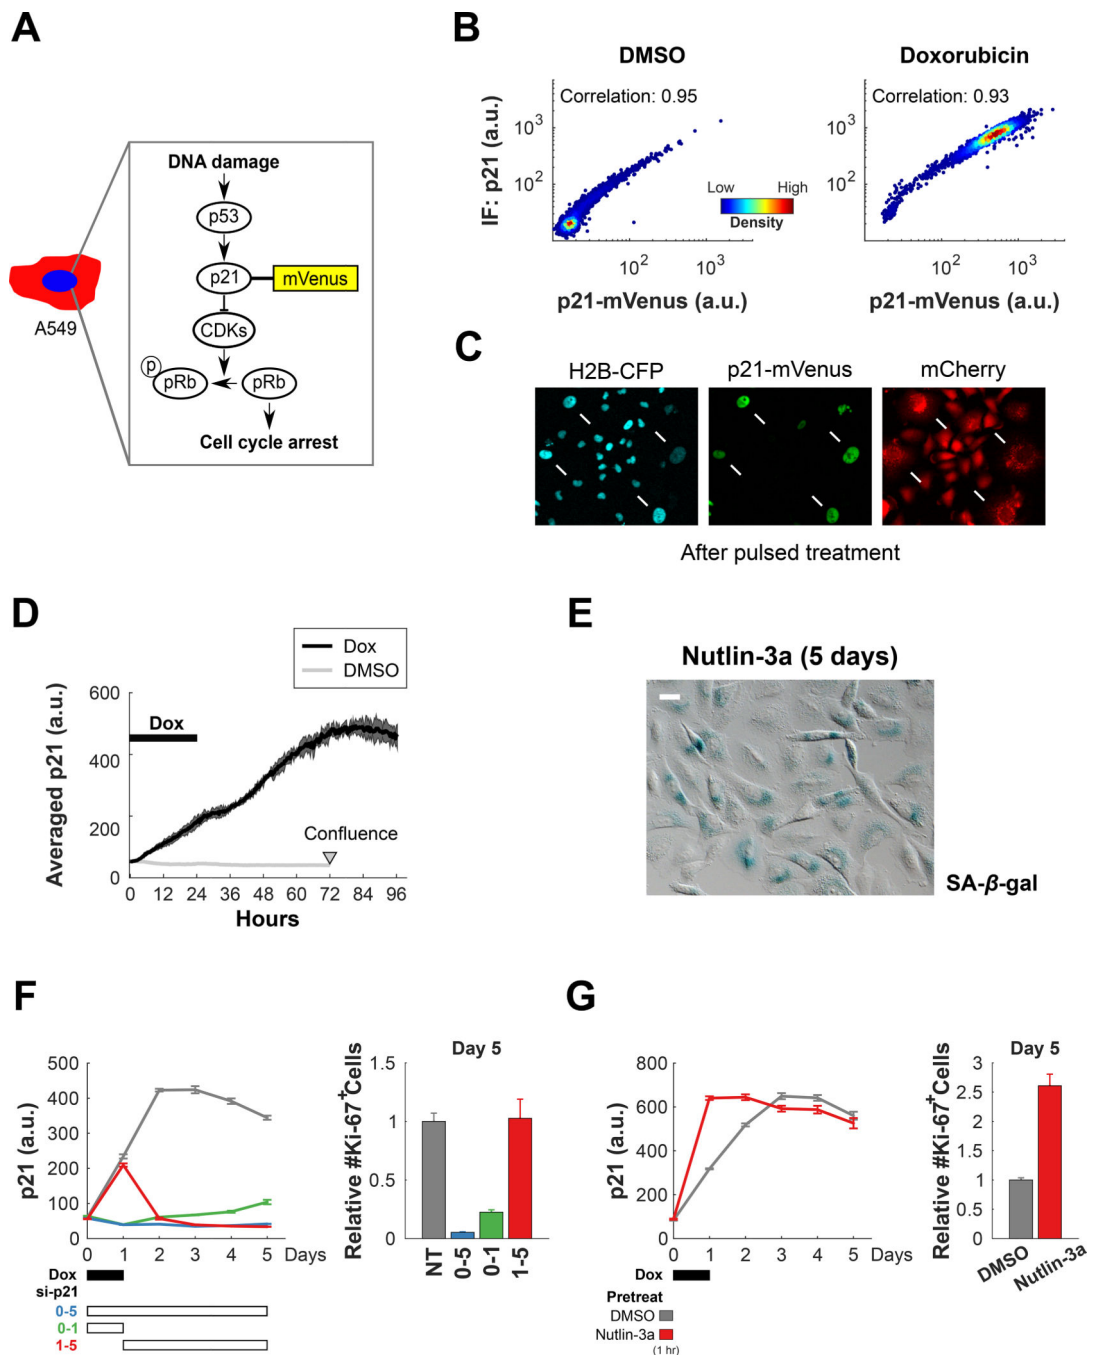 A
DNA damage
p53
p21
mVenus
CDKs
p
pRb
pRb
Cell cycle arrest
A549
B
DMSO
Doxorubicin
Correlation: 0.95
Correlation: 0.93
IF: p21 (a.u.)
10³
10²
10³
10²
Low
High
Density
10²
10³
10²
10³
p21-mVenus (a.u.)
p21-mVenus (a.u.)
C
H2B-CFP
p21-mVenus
mCherry
After pulsed treatment
D
Dox
DMSO
Averaged p21 (a.u.)
600
400
200
0
Dox
Confluence
0 12 24 36 48 60 72 84 96
Hours
E
Nutlin-3a (5 days)
SA-β-gal
F
p21 (a.u.)
500
400
300
200
100
0
0 1 2 3 4 5 Days
Dox
si-p21
0-5
0-1
1-5
Day 5
Relative #Ki-67⁺Cells
1.5
1
0.5
0
NT
0-5
0-1
1-5
G
p21 (a.u.)
800
600
400
200
0
0 1 2 3 4 5 Days
Dox
Pretreat
DMSO
Nutlin-3a
(1 hr)
Day 5
Relative #Ki-67⁺Cells
3
2.5
2
1.5
1
0.5
0
DMSO
Nutlin-3a